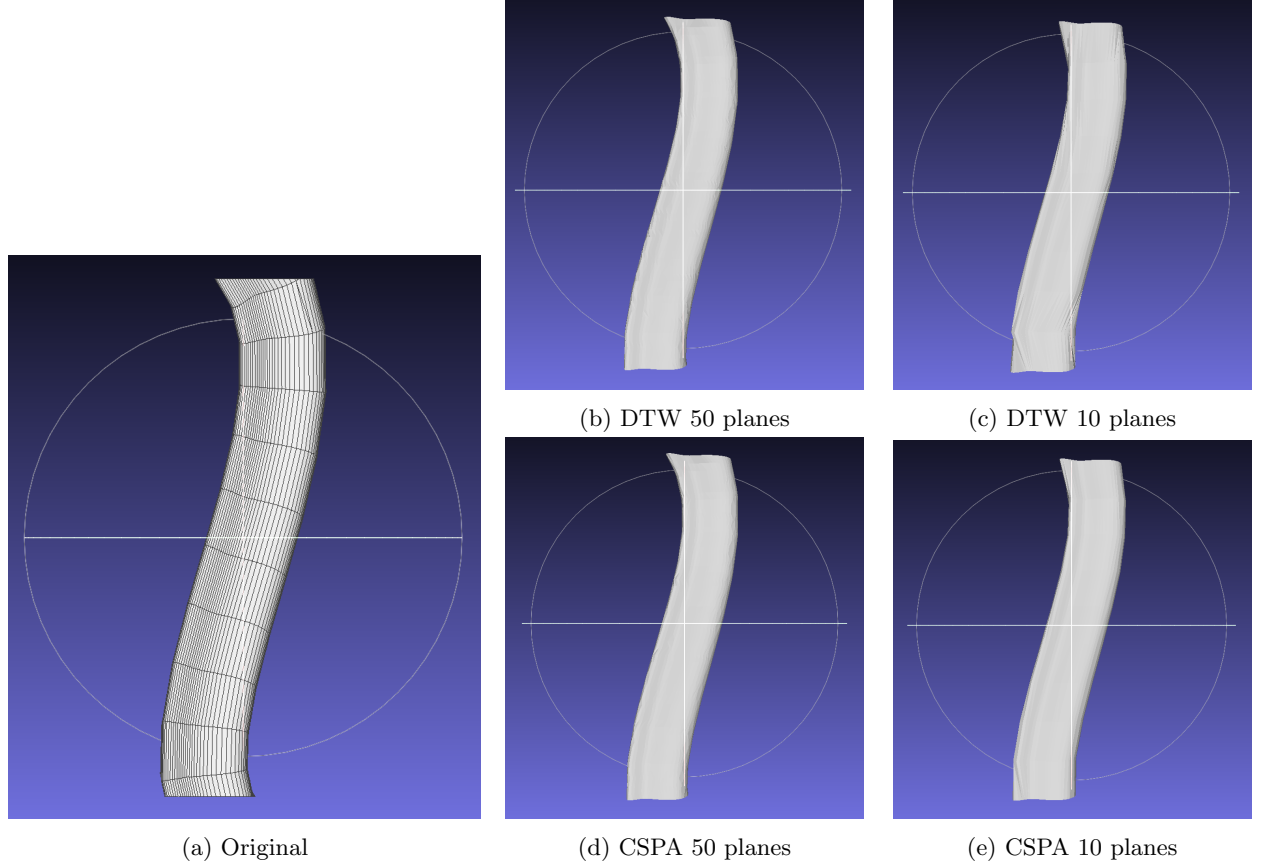 (b) DTW 50 planes
(c) DTW 10 planes
(a) Original
(d) CSPA 50 planes
(e) CSPA 10 planes